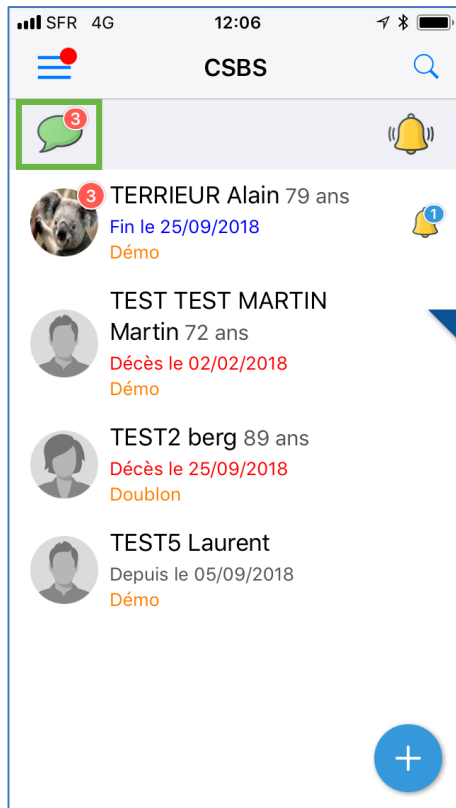 SFR 4G 12:06
CSBS
3
3 TERRIEUR Alain 79 ans
Fin le 25/09/2018
1
Démo
TEST TEST MARTIN
Martin 72 ans
Décès le 02/02/2018
Démo
TEST2 berg 89 ans
Décès le 25/09/2018
Doublon
TEST5 Laurent
Depuis le 05/09/2018
Démo